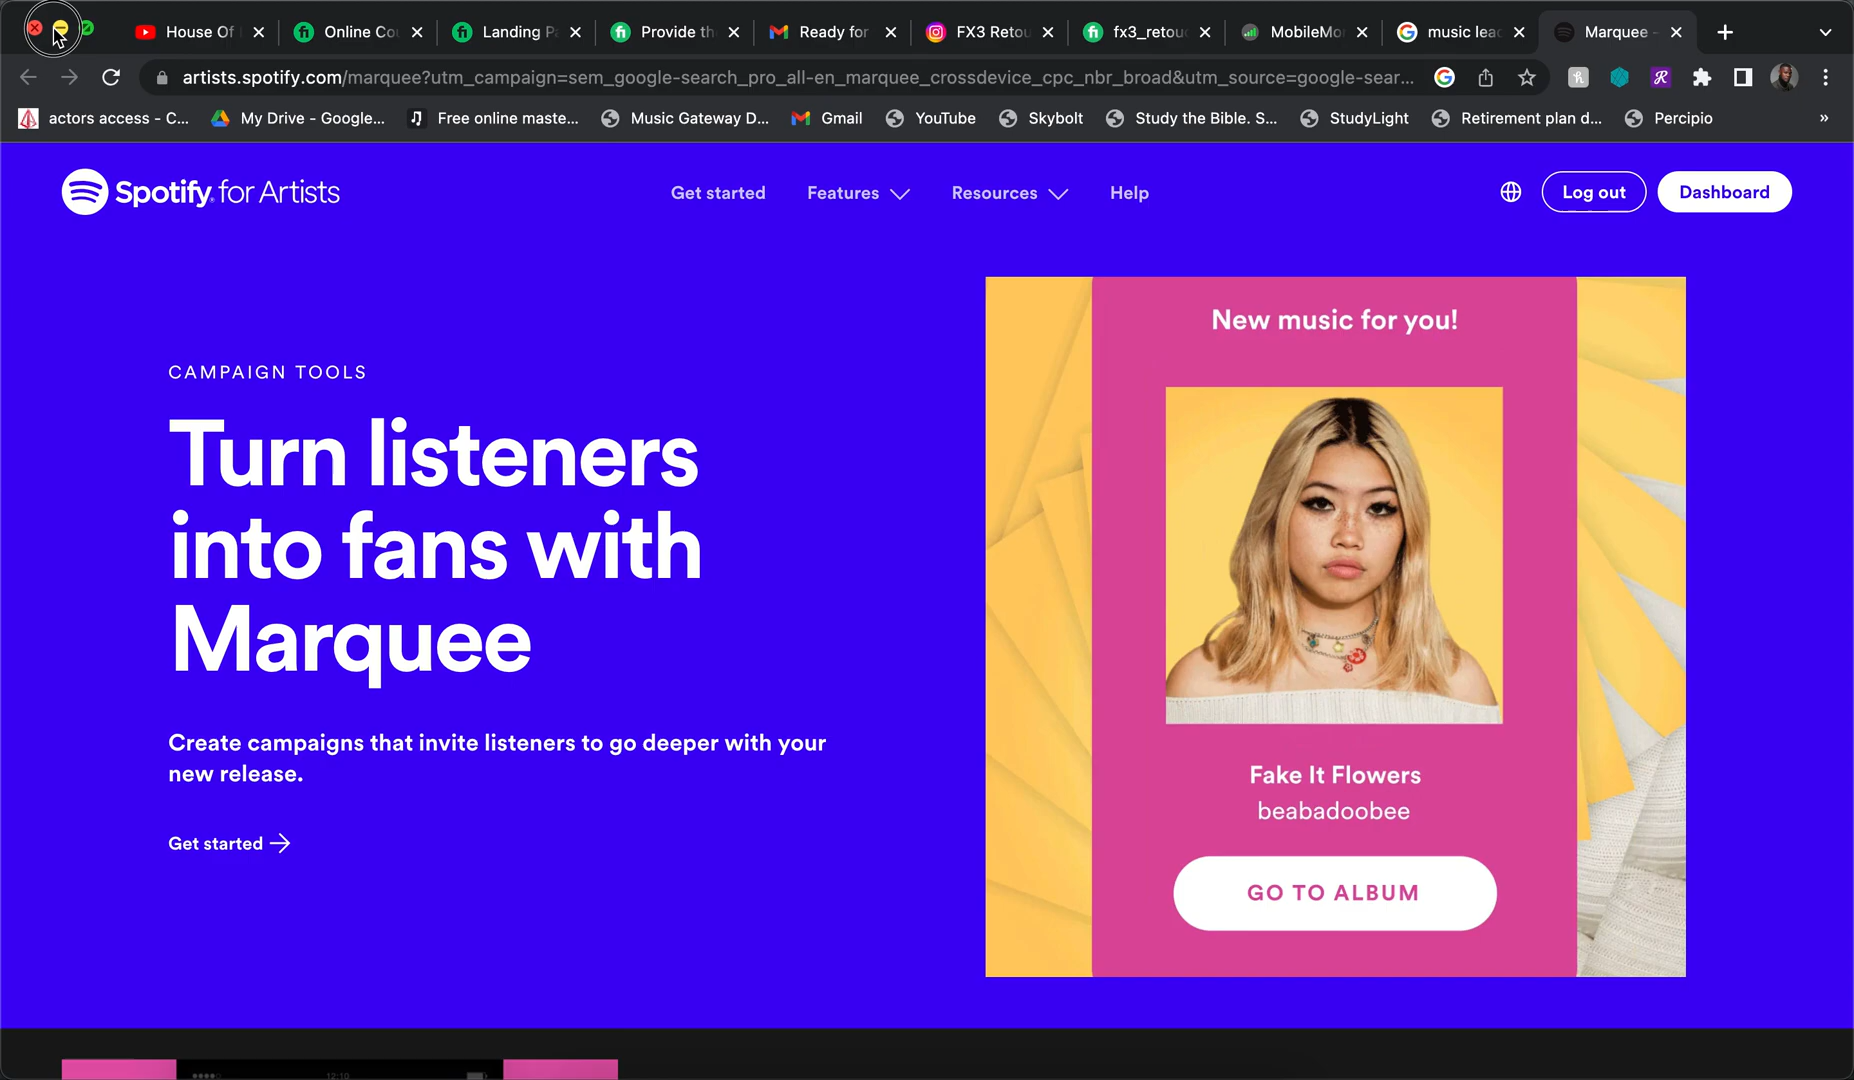 House Of
Online Co
Landing P
Provide th
Ready for
FX3 Retou
fx3_retou
MobileMo
music lea
Marquee -
artists.spotify.com/marquee?utm_campaign=sem_google-search_pro_all-en_marquee_crossdevice_cpc_nbr_broad&utm_source=google-sear...
actors access - C...
My Drive - Google...
Free online maste...
Music Gateway D...
Gmail
YouTube
Skybolt
Study the Bible. S...
StudyLight
Retirement plan d...
Percipio
»
Spotify for Artists
Get started
Features
Resources
Help
Log out
Dashboard
CAMPAIGN TOOLS
Turn listeners
into fans with
Marquee
Create campaigns that invite listeners to go deeper with your
new release.
Get started
New music for you!
Fake It Flowers
beabadoobee
GO TO ALBUM
12:10